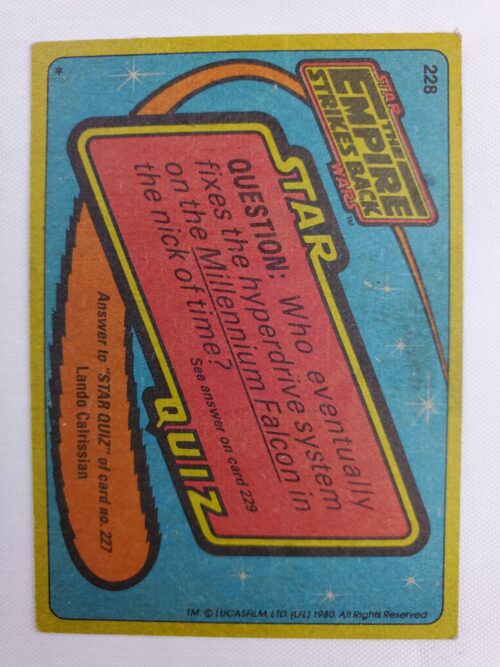 228
STAR
THE
EMPIRE
STRIKES BACK
WARS™
STAR
QUESTION: Who eventually
fixes the hyperdrive system
on the Millennium Falcon in
the nick of time?
See answer on card 229
QUIZ
Answer to "STAR QUIZ" of card no. 227
Lando Calrissian
*
TM. © LUCASFILM, LTD. (LFL) 1980. All Rights Reserved